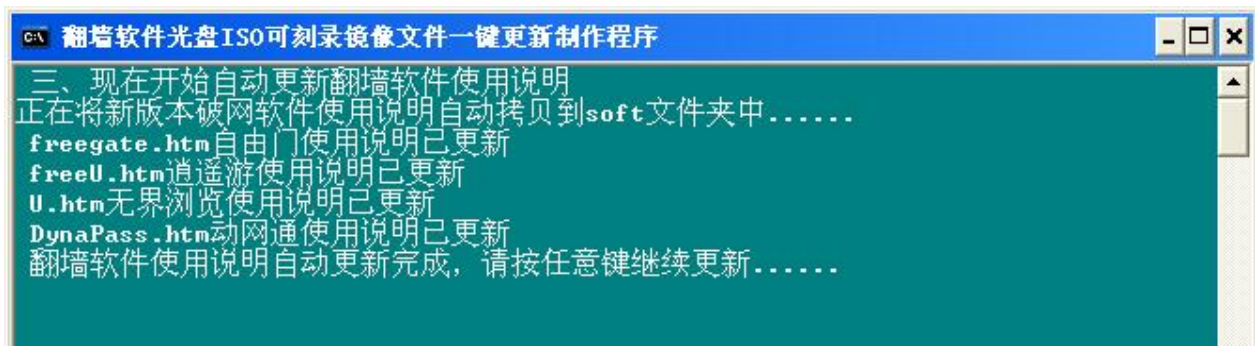 翻墙软件光盘ISO可刻录镜像文件一键更新制作程序
三、现在开始自动更新翻墙软件使用说明
正在将新版本破网软件使用说明自动拷贝到soft文件夹中......
freegate.htm自由门使用说明已更新
freeU.htm逍遥游使用说明已更新
U.htm无界浏览使用说明已更新
DynaPass.htm动网通使用说明已更新
翻墙软件使用说明自动更新完成，请按任意键继续更新......